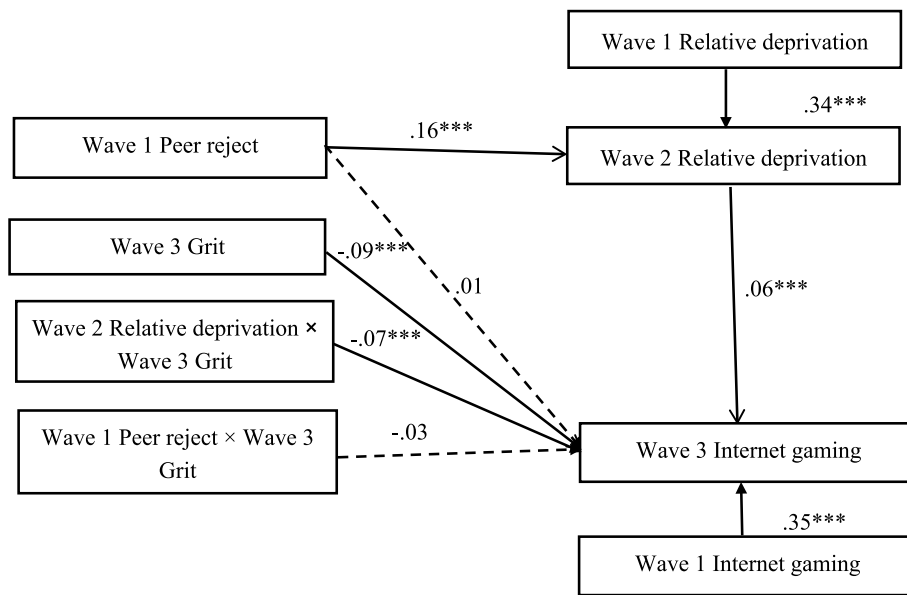 Wave 1 Relative deprivation
.34***
Wave 1 Peer reject
.16***
Wave 2 Relative deprivation
Wave 3 Grit
-.09***
.01
.06***
Wave 2 Relative deprivation ×
Wave 3 Grit
-.07***
Wave 1 Peer reject × Wave 3
Grit
-.03
Wave 3 Internet gaming
.35***
Wave 1 Internet gaming